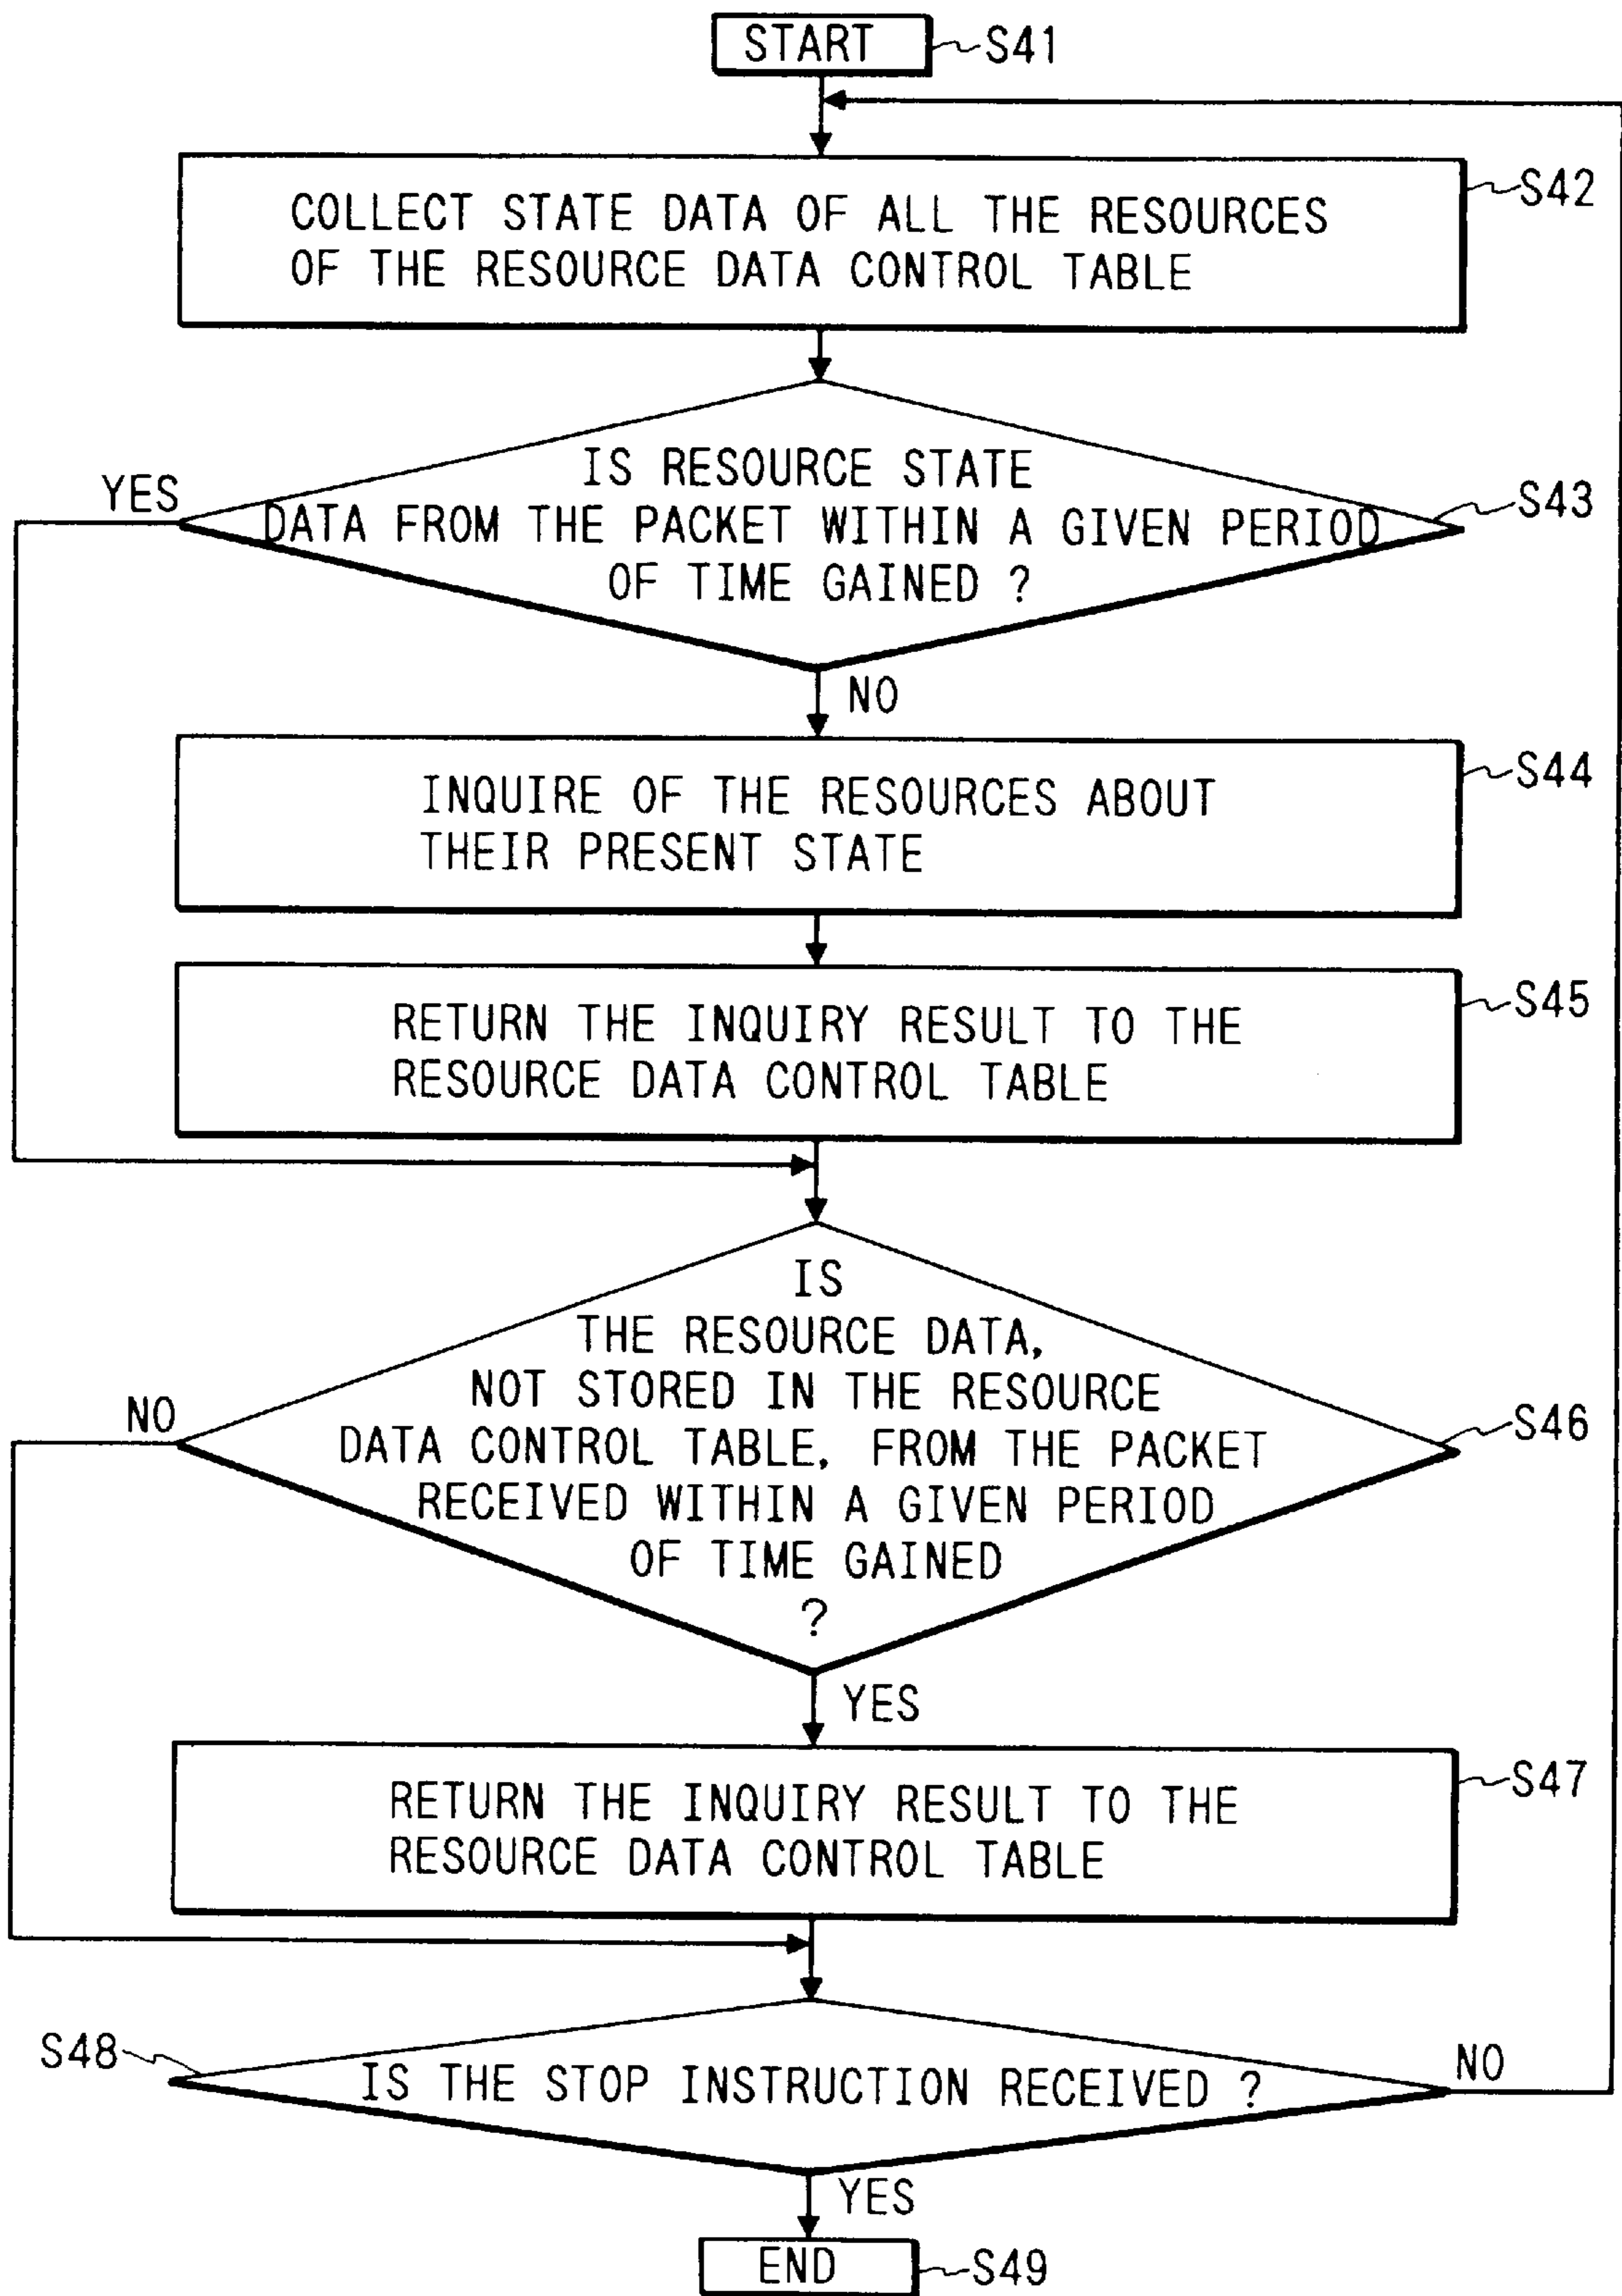 START
S41
COLLECT STATE DATA OF ALL THE RESOURCES
OF THE RESOURCE DATA CONTROL TABLE
S42
IS RESOURCE STATE
DATA FROM THE PACKET WITHIN A GIVEN PERIOD
OF TIME GAINED ?
S43
YES
NO
INQUIRE OF THE RESOURCES ABOUT
THEIR PRESENT STATE
S44
RETURN THE INQUIRY RESULT TO THE
RESOURCE DATA CONTROL TABLE
S45
IS
THE RESOURCE DATA,
NOT STORED IN THE RESOURCE
DATA CONTROL TABLE, FROM THE PACKET
RECEIVED WITHIN A GIVEN PERIOD
OF TIME GAINED
?
S46
NO
YES
RETURN THE INQUIRY RESULT TO THE
RESOURCE DATA CONTROL TABLE
S47
S48
IS THE STOP INSTRUCTION RECEIVED ?
NO
YES
END
S49